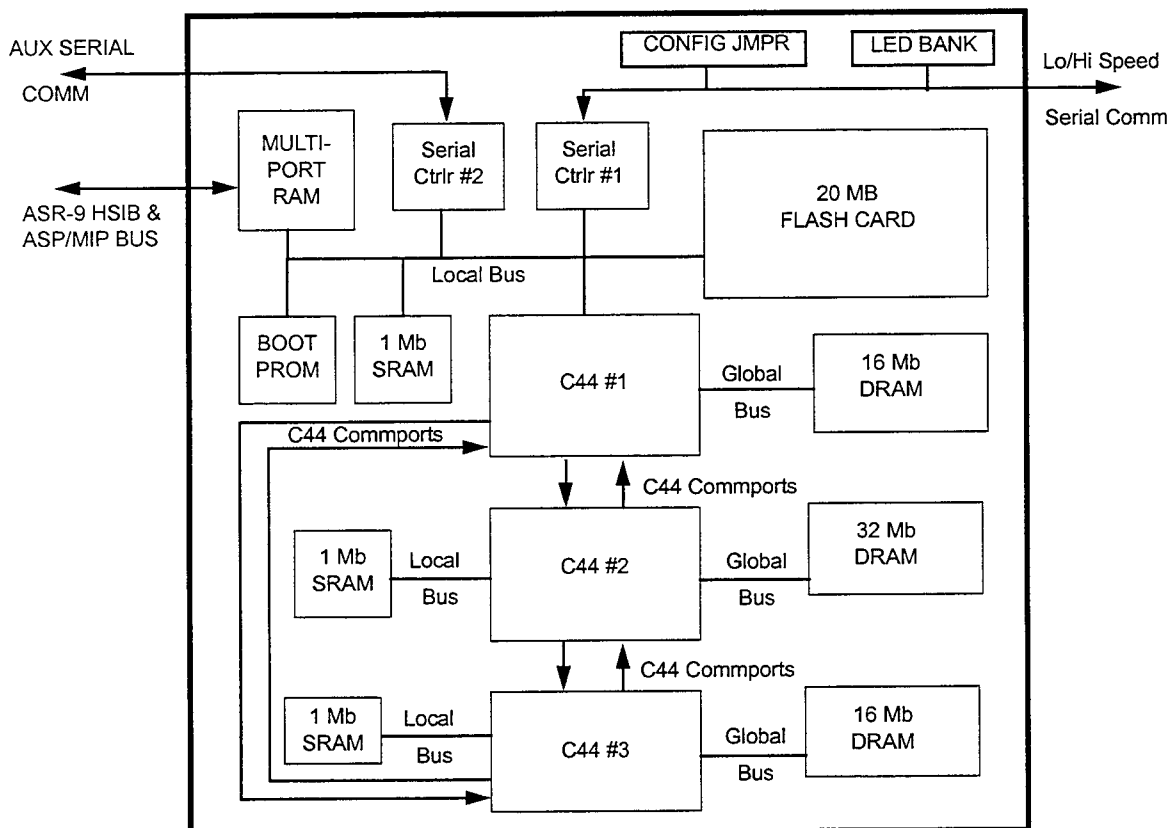 CONFIG JMPR
LED BANK
AUX SERIAL
COMM
Lo/Hi Speed
Serial Comm
MULTI-
PORT
RAM
Serial
Ctrlr #2
Serial
Ctrlr #1
20 MB
FLASH CARD
ASR-9 HSIB &
ASP/MIP BUS
Local Bus
BOOT
PROM
1 Mb
SRAM
C44 #1
Global
Bus
16 Mb
DRAM
C44 Commports
C44 Commports
1 Mb
SRAM
Local
Bus
C44 #2
Global
Bus
32 Mb
DRAM
C44 Commports
1 Mb
SRAM
Local
Bus
C44 #3
Global
Bus
16 Mb
DRAM